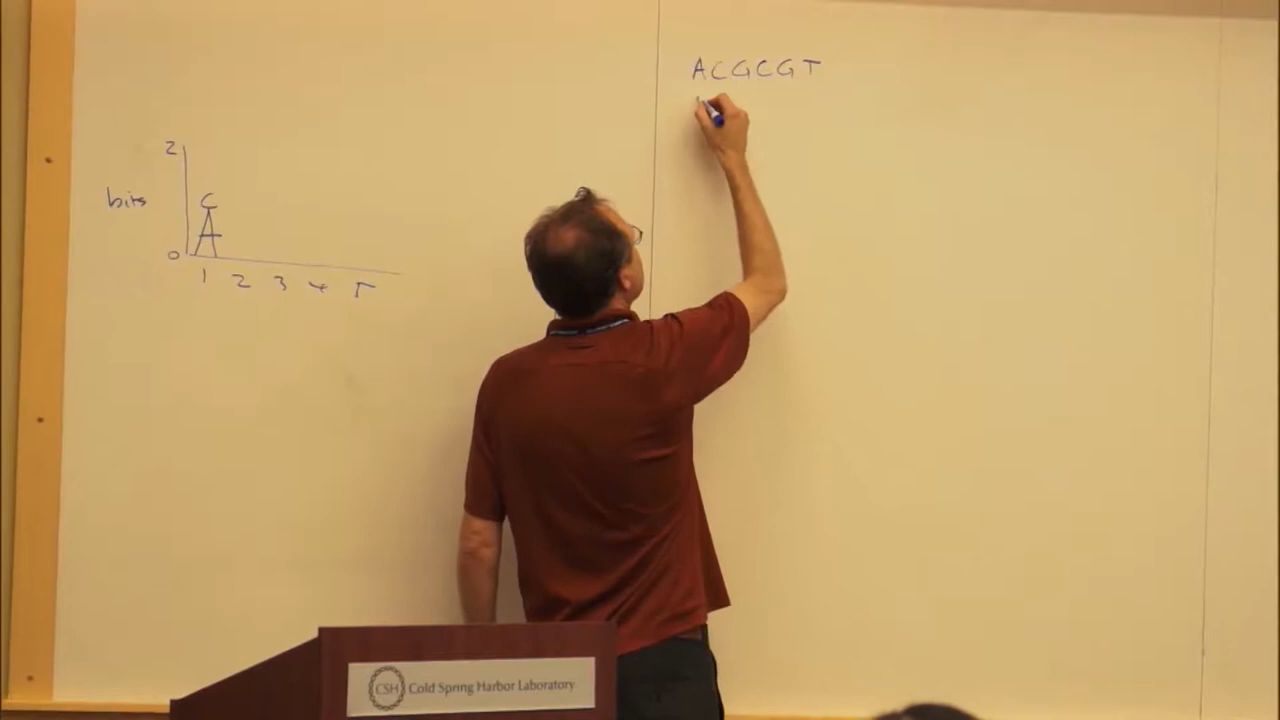 ACGCGT
2
bits
C
A
0
1 2 3 4 5
CSH Cold Spring Harbor Laboratory